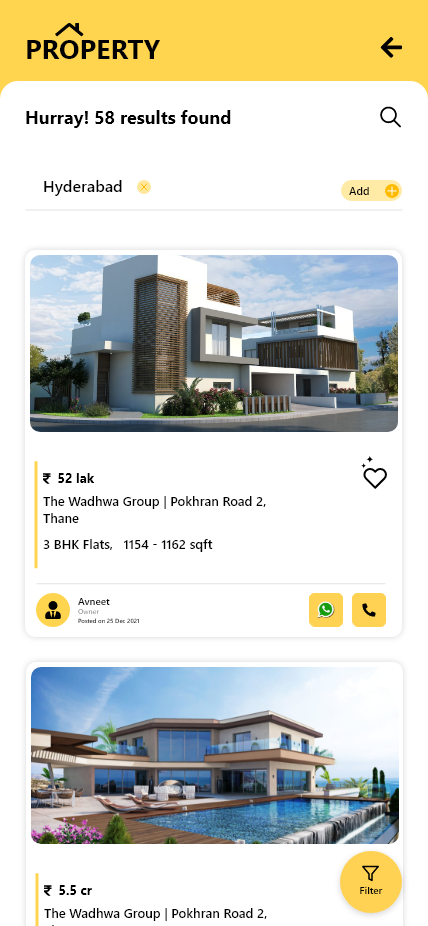 PROPERTY
Hurray! 58 results found
Hyderabad
Add
₹ 52 lak
The Wadhwa Group | Pokhran Road 2,
Thane
3 BHK Flats, 1154 - 1162 sqft
Avneet
Owner
Posted on 25 Dec 2021
₹ 5.5 cr
Filter
The Wadhwa Group | Pokhran Road 2,